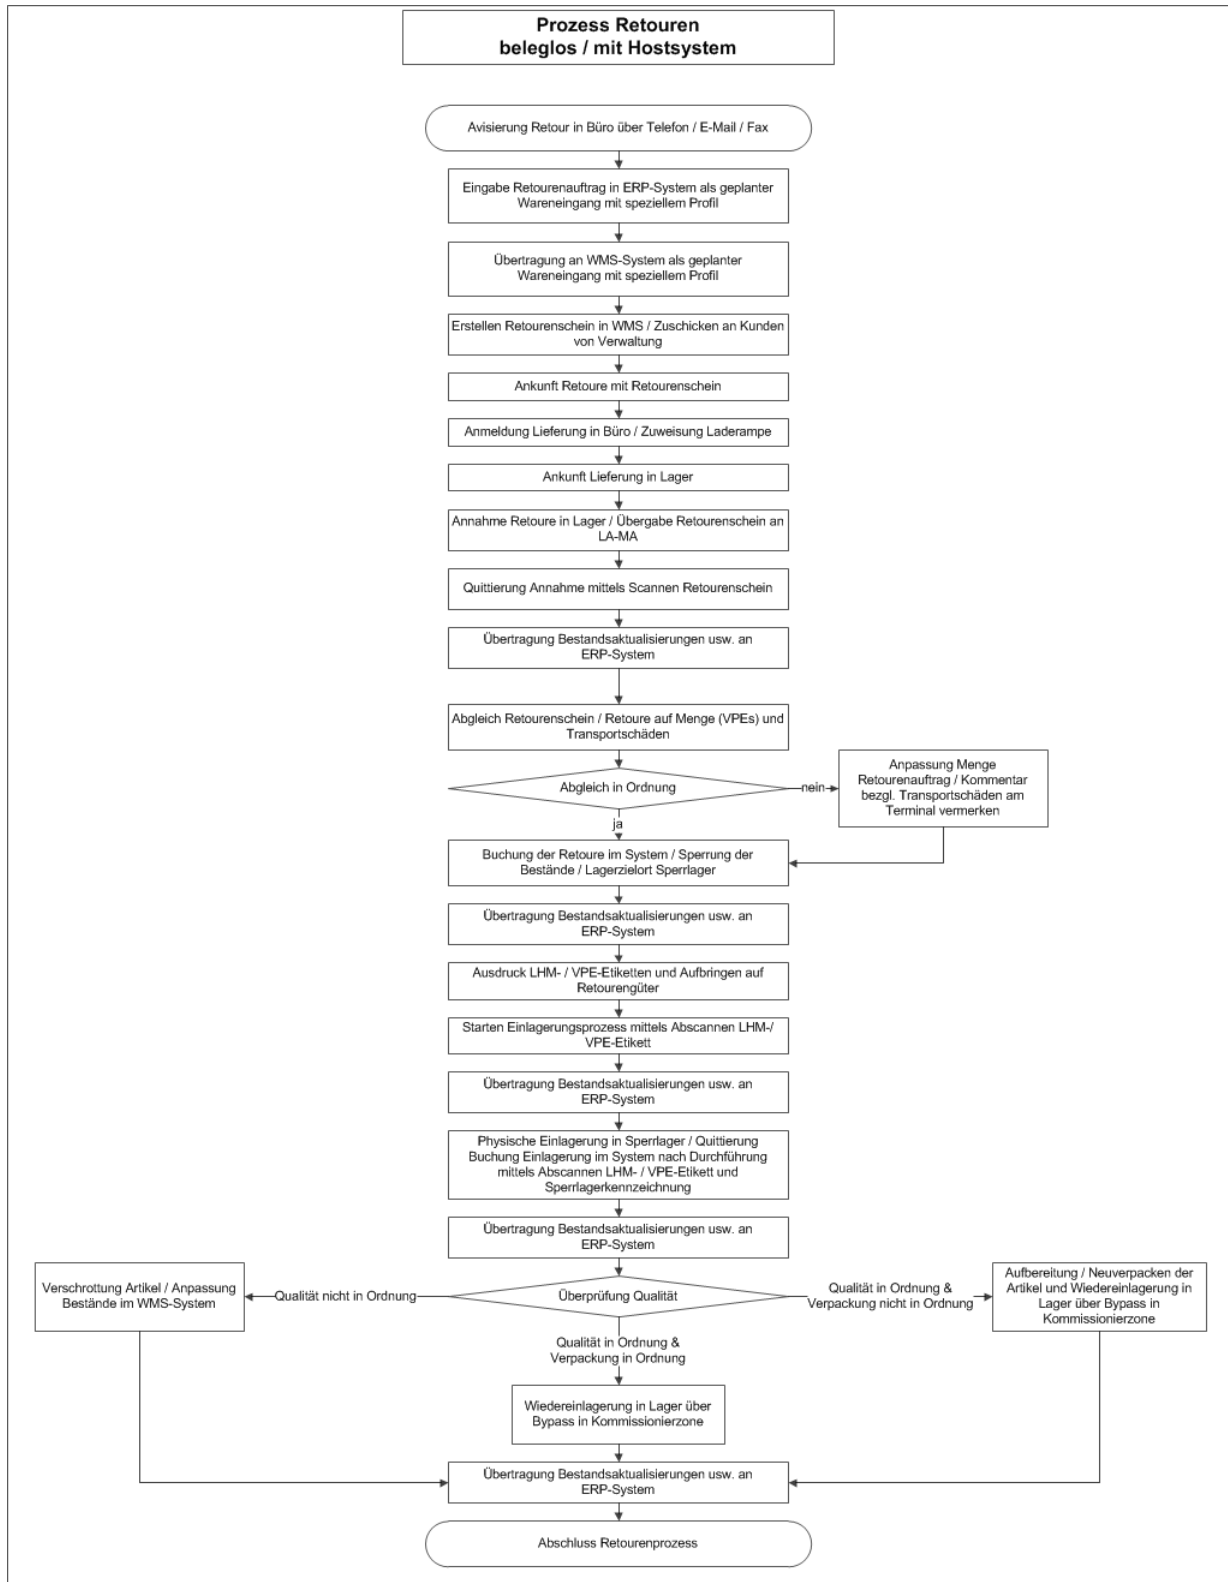 Prozess Retouren
beleglos / mit Hostsystem
Avisierung Retour in Büro über Telefon / E-Mail / Fax
Eingabe Retourenauftrag in ERP-System als geplanter
Wareneingang mit speziellem Profil
Übertragung an WMS-System als geplanter
Wareneingang mit speziellem Profil
Erstellen Retourenschein in WMS / Zuschicken an Kunden
von Verwaltung
Ankunft Retoure mit Retourenschein
Anmeldung Lieferung in Büro / Zuweisung Laderampe
Ankunft Lieferung in Lager
Annahme Retoure in Lager / Übergabe Retourenschein an
LA-MA
Quittierung Annahme mittels Scannen Retourenschein
Übertragung Bestandsaktualisierungen usw. an
ERP-System
Abgleich Retourenschein / Retoure auf Menge (VPEs) und
Transportschäden
Abgleich in Ordnung
nein
Anpassung Menge
Retourenauftrag / Kommentar
bezgl. Transportschäden am
Terminal vermerken
ja
Buchung der Retoure im System / Sperrung der
Bestände / Lagerzielort Sperrlager
Übertragung Bestandsaktualisierungen usw. an
ERP-System
Ausdruck LHM- / VPE-Etiketten und Aufbringen auf
Retourengüter
Starten Einlagerungsprozess mittels Abscannen LHM-/
VPE-Etikett
Übertragung Bestandsaktualisierungen usw. an
ERP-System
Physische Einlagerung in Sperrlager / Quittierung
Buchung Einlagerung im System nach Durchführung
mittels Abscannen LHM- / VPE-Etikett und
Sperrlagerkennzeichnung
Übertragung Bestandsaktualisierungen usw. an
ERP-System
Verschrottung Artikel / Anpassung
Bestände im WMS-System
Qualität nicht in Ordnung
Überprüfung Qualität
Qualität in Ordnung &
Verpackung nicht in Ordnung
Aufbereitung / Neuverpacken der
Artikel und Wiedereinlagerung in
Lager über Bypass in
Kommissionierzone
Qualität in Ordnung &
Verpackung in Ordnung
Wiedereinlagerung in Lager über
Bypass in Kommissionierzone
Übertragung Bestandsaktualisierungen usw. an
ERP-System
Abschluss Retourenprozess